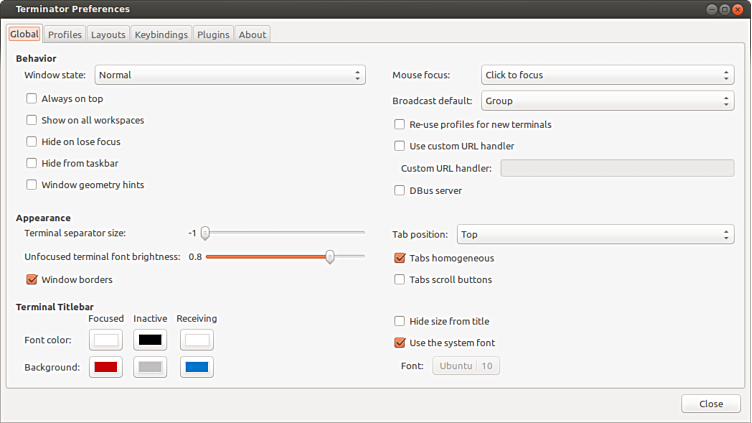 Terminator Preferences
Global Profiles Layouts Keybindings Plugins About
Behavior
Window state: Normal
Always on top
Show on all workspaces
Hide on lose focus
Hide from taskbar
Window geometry hints
Mouse focus: Click to focus
Broadcast default: Group
Re-use profiles for new terminals
Use custom URL handler
Custom URL handler:
DBus server
Appearance
Terminal separator size: -1
Unfocused terminal font brightness: 0.8
Window borders
Tab position: Top
Tabs homogeneous
Tabs scroll buttons
Terminal Titlebar
Focused Inactive Receiving
Font color:
Background:
Hide size from title
Use the system font
Font: Ubuntu 10
Close